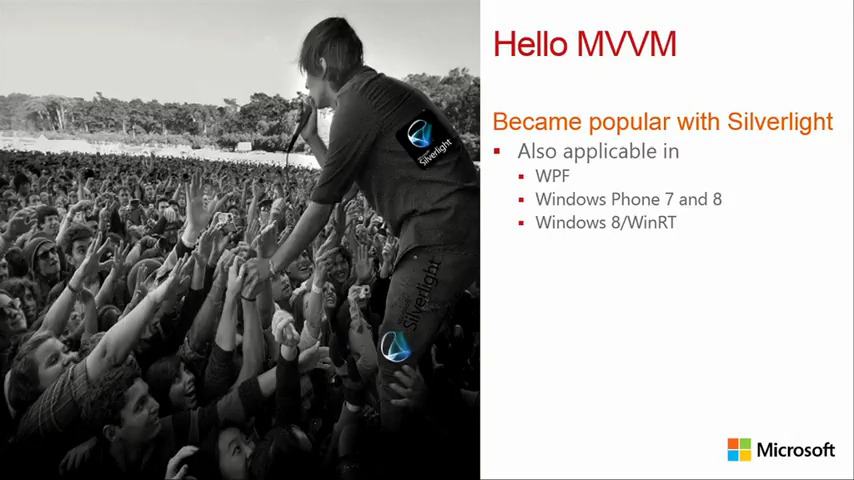 Hello MVVM
Became popular with Silverlight
Also applicable in
WPF
Windows Phone 7 and 8
Windows 8/WinRT
Silverlight
Silverlight
Microsoft